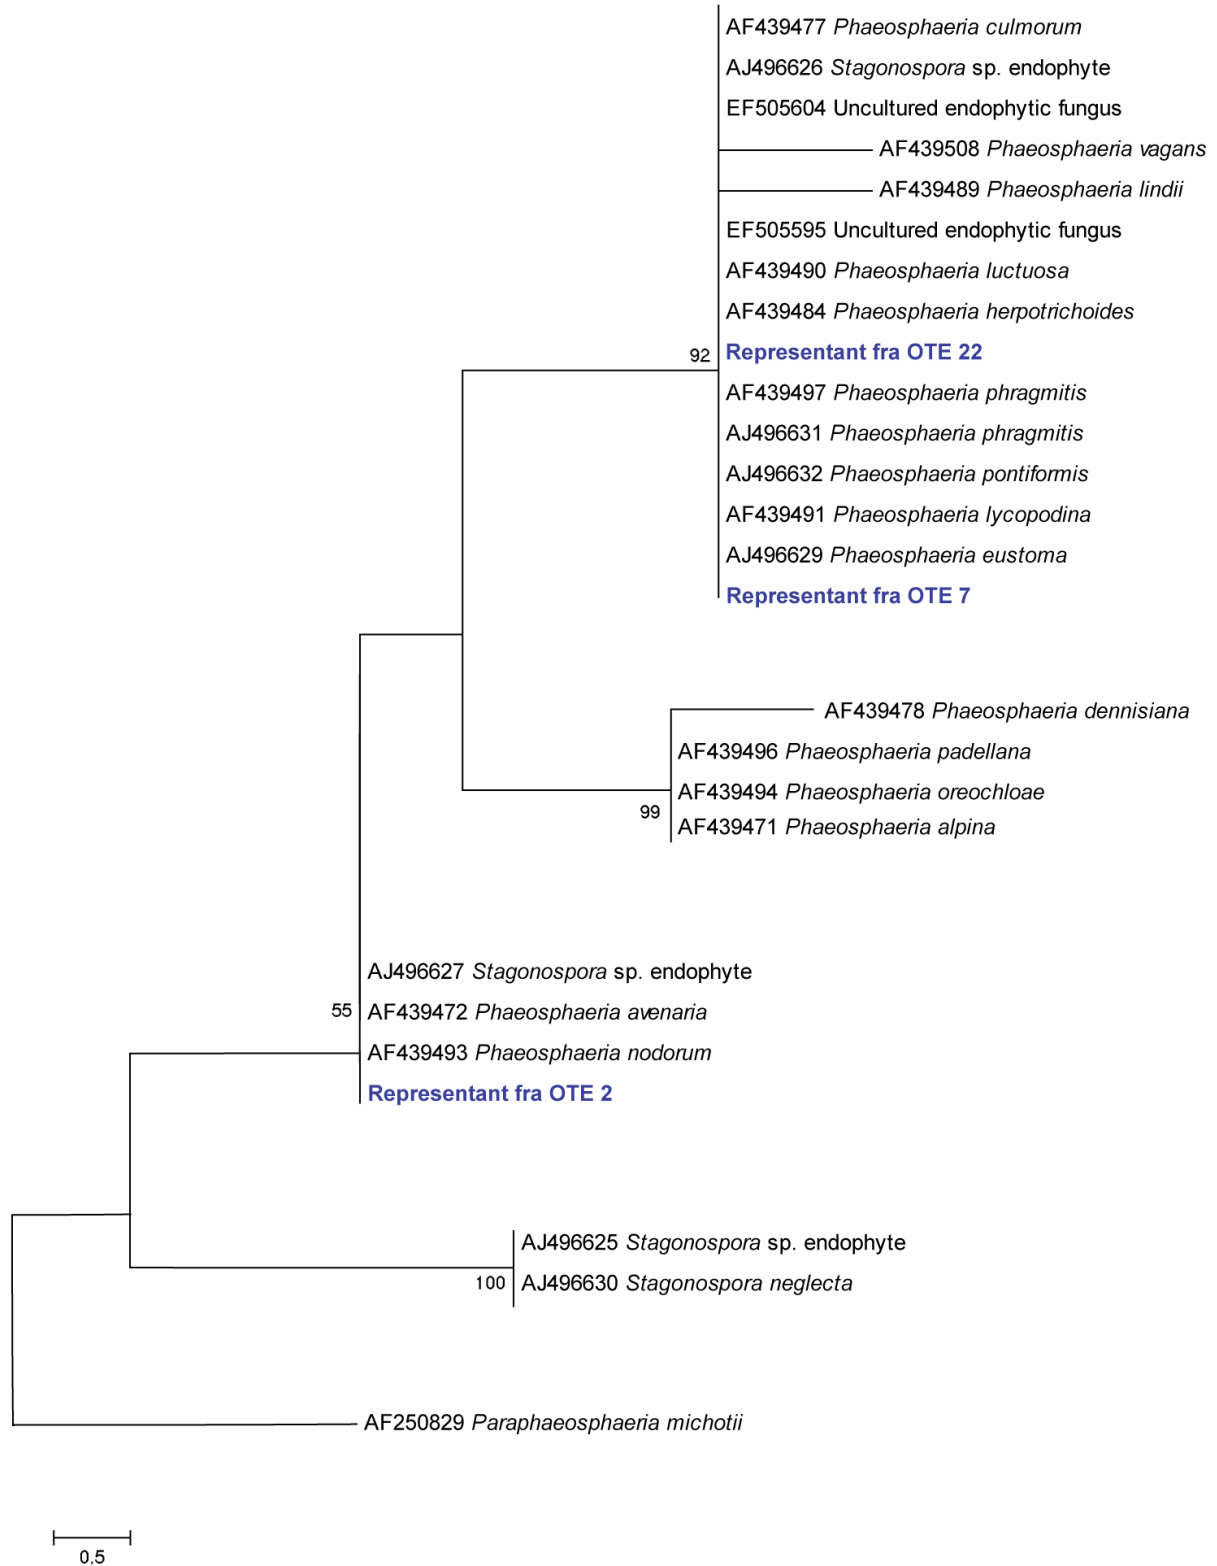 AF439477 Phaeosphaeria culmorum
AJ496626 Stagonospora sp. endophyte
EF505604 Uncultured endophytic fungus
AF439508 Phaeosphaeria vagans
AF439489 Phaeosphaeria lindii
EF505595 Uncultured endophytic fungus
AF439490 Phaeosphaeria luctuosa
AF439484 Phaeosphaeria herpotrichoides
92 Representant fra OTE 22
AF439497 Phaeosphaeria phragmitis
AJ496631 Phaeosphaeria phragmitis
AJ496632 Phaeosphaeria pontiformis
AF439491 Phaeosphaeria lycopodina
AJ496629 Phaeosphaeria eustoma
Representant fra OTE 7
AF439478 Phaeosphaeria dennisiana
AF439496 Phaeosphaeria padellana
AF439494 Phaeosphaeria oreochloae
99
AF439471 Phaeosphaeria alpina
AJ496627 Stagonospora sp. endophyte
55 AF439472 Phaeosphaeria avenaria
AF439493 Phaeosphaeria nodorum
Representant fra OTE 2
AJ496625 Stagonospora sp. endophyte
100 AJ496630 Stagonospora neglecta
AF250829 Paraphaeosphaeria michotii
0,5